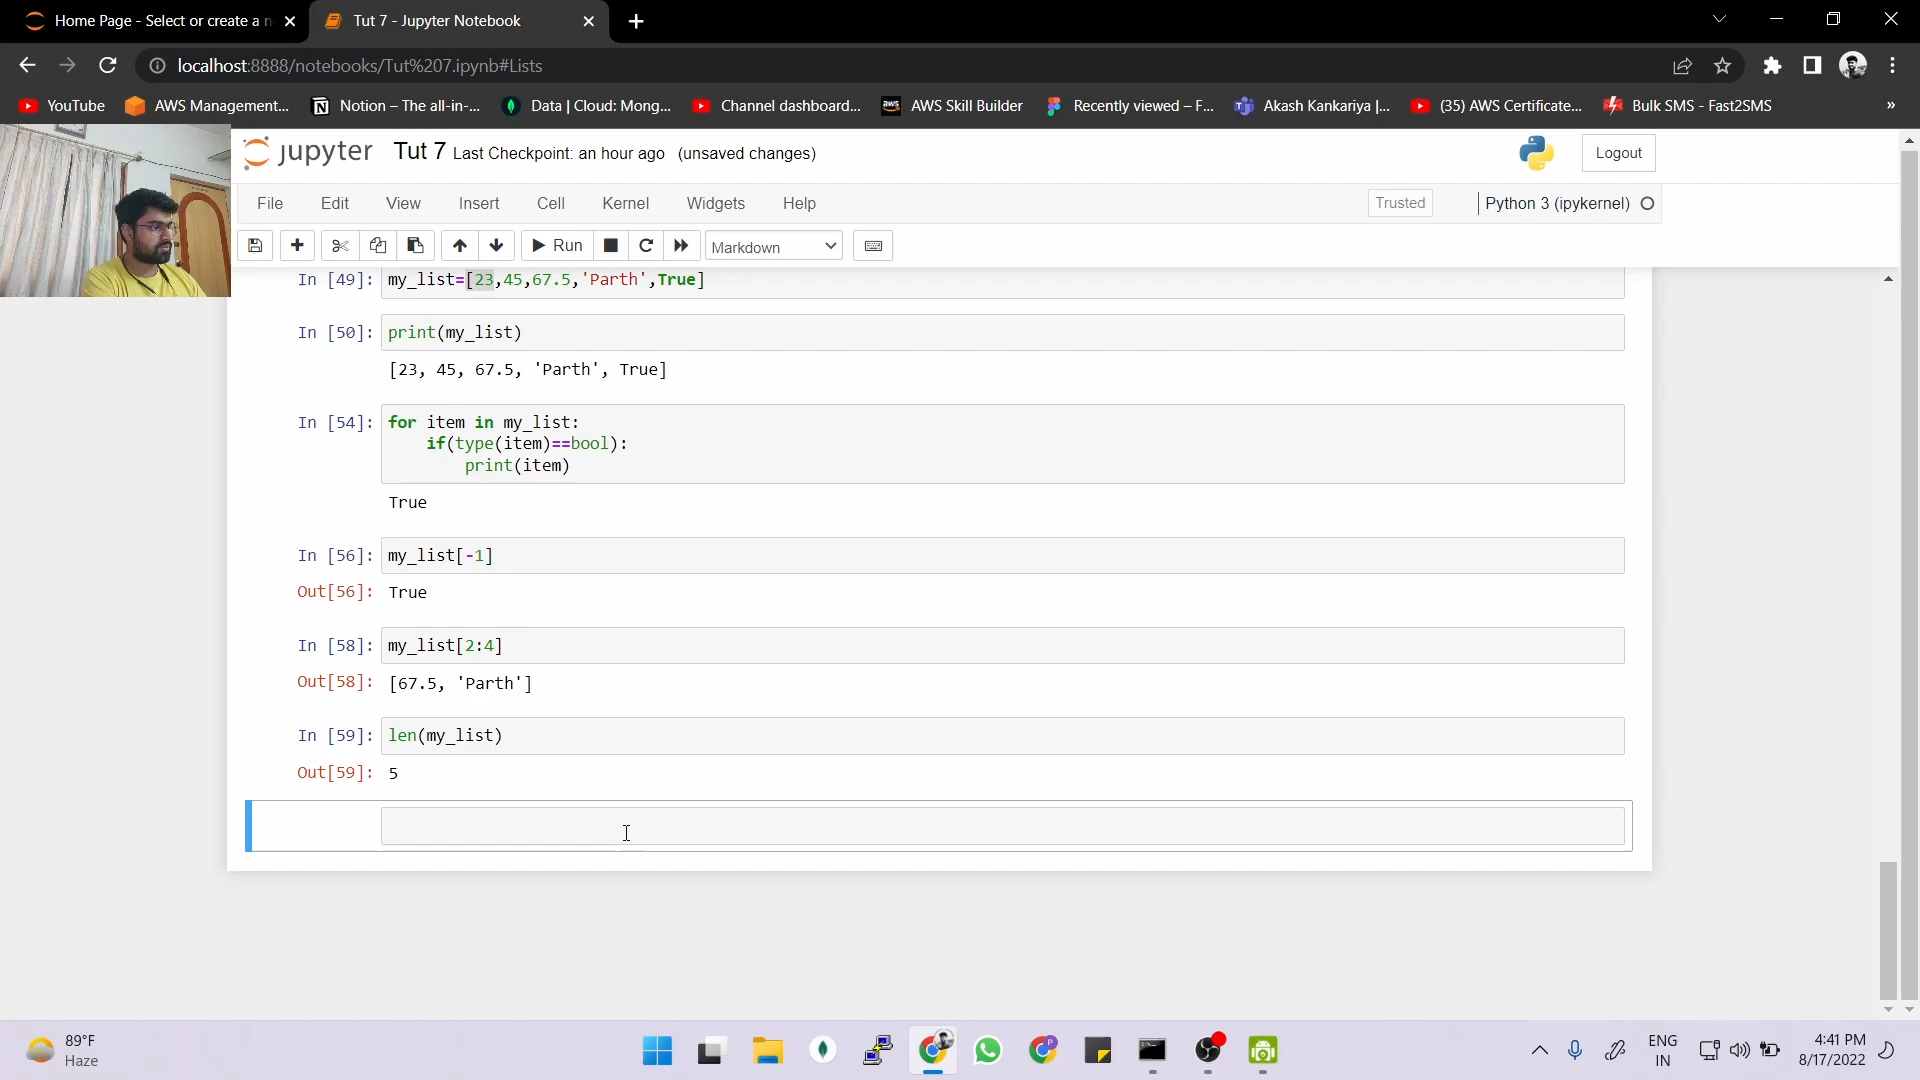 Home Page - Select or create a n
Tut 7 - Jupyter Notebook
localhost:8888/notebooks/Tut%207.ipynb#Lists
YouTube
AWS Management...
Notion – The all-in-...
Data | Cloud: Mong...
Channel dashboard...
aws
AWS Skill Builder
Recently viewed – F...
Akash Kankariya |...
(35) AWS Certificate...
Bulk SMS - Fast2SMS
»
jupyter
Tut 7 Last Checkpoint: an hour ago (unsaved changes)
Logout
File
Edit
View
Insert
Cell
Kernel
Widgets
Help
Trusted
Python 3 (ipykernel)
Run
Markdown
In [49]: my_list=[23,45,67.5,'Parth',True]
In [50]: print(my_list)
[23, 45, 67.5, 'Parth', True]
In [54]: for item in my_list:
if(type(item)==bool):
print(item)
True
In [56]: my_list[-1]
Out[56]: True
In [58]: my_list[2:4]
Out[58]: [67.5, 'Parth']
In [59]: len(my_list)
Out[59]: 5
89°F
Haze
P
ENG
IN
4:41 PM
8/17/2022